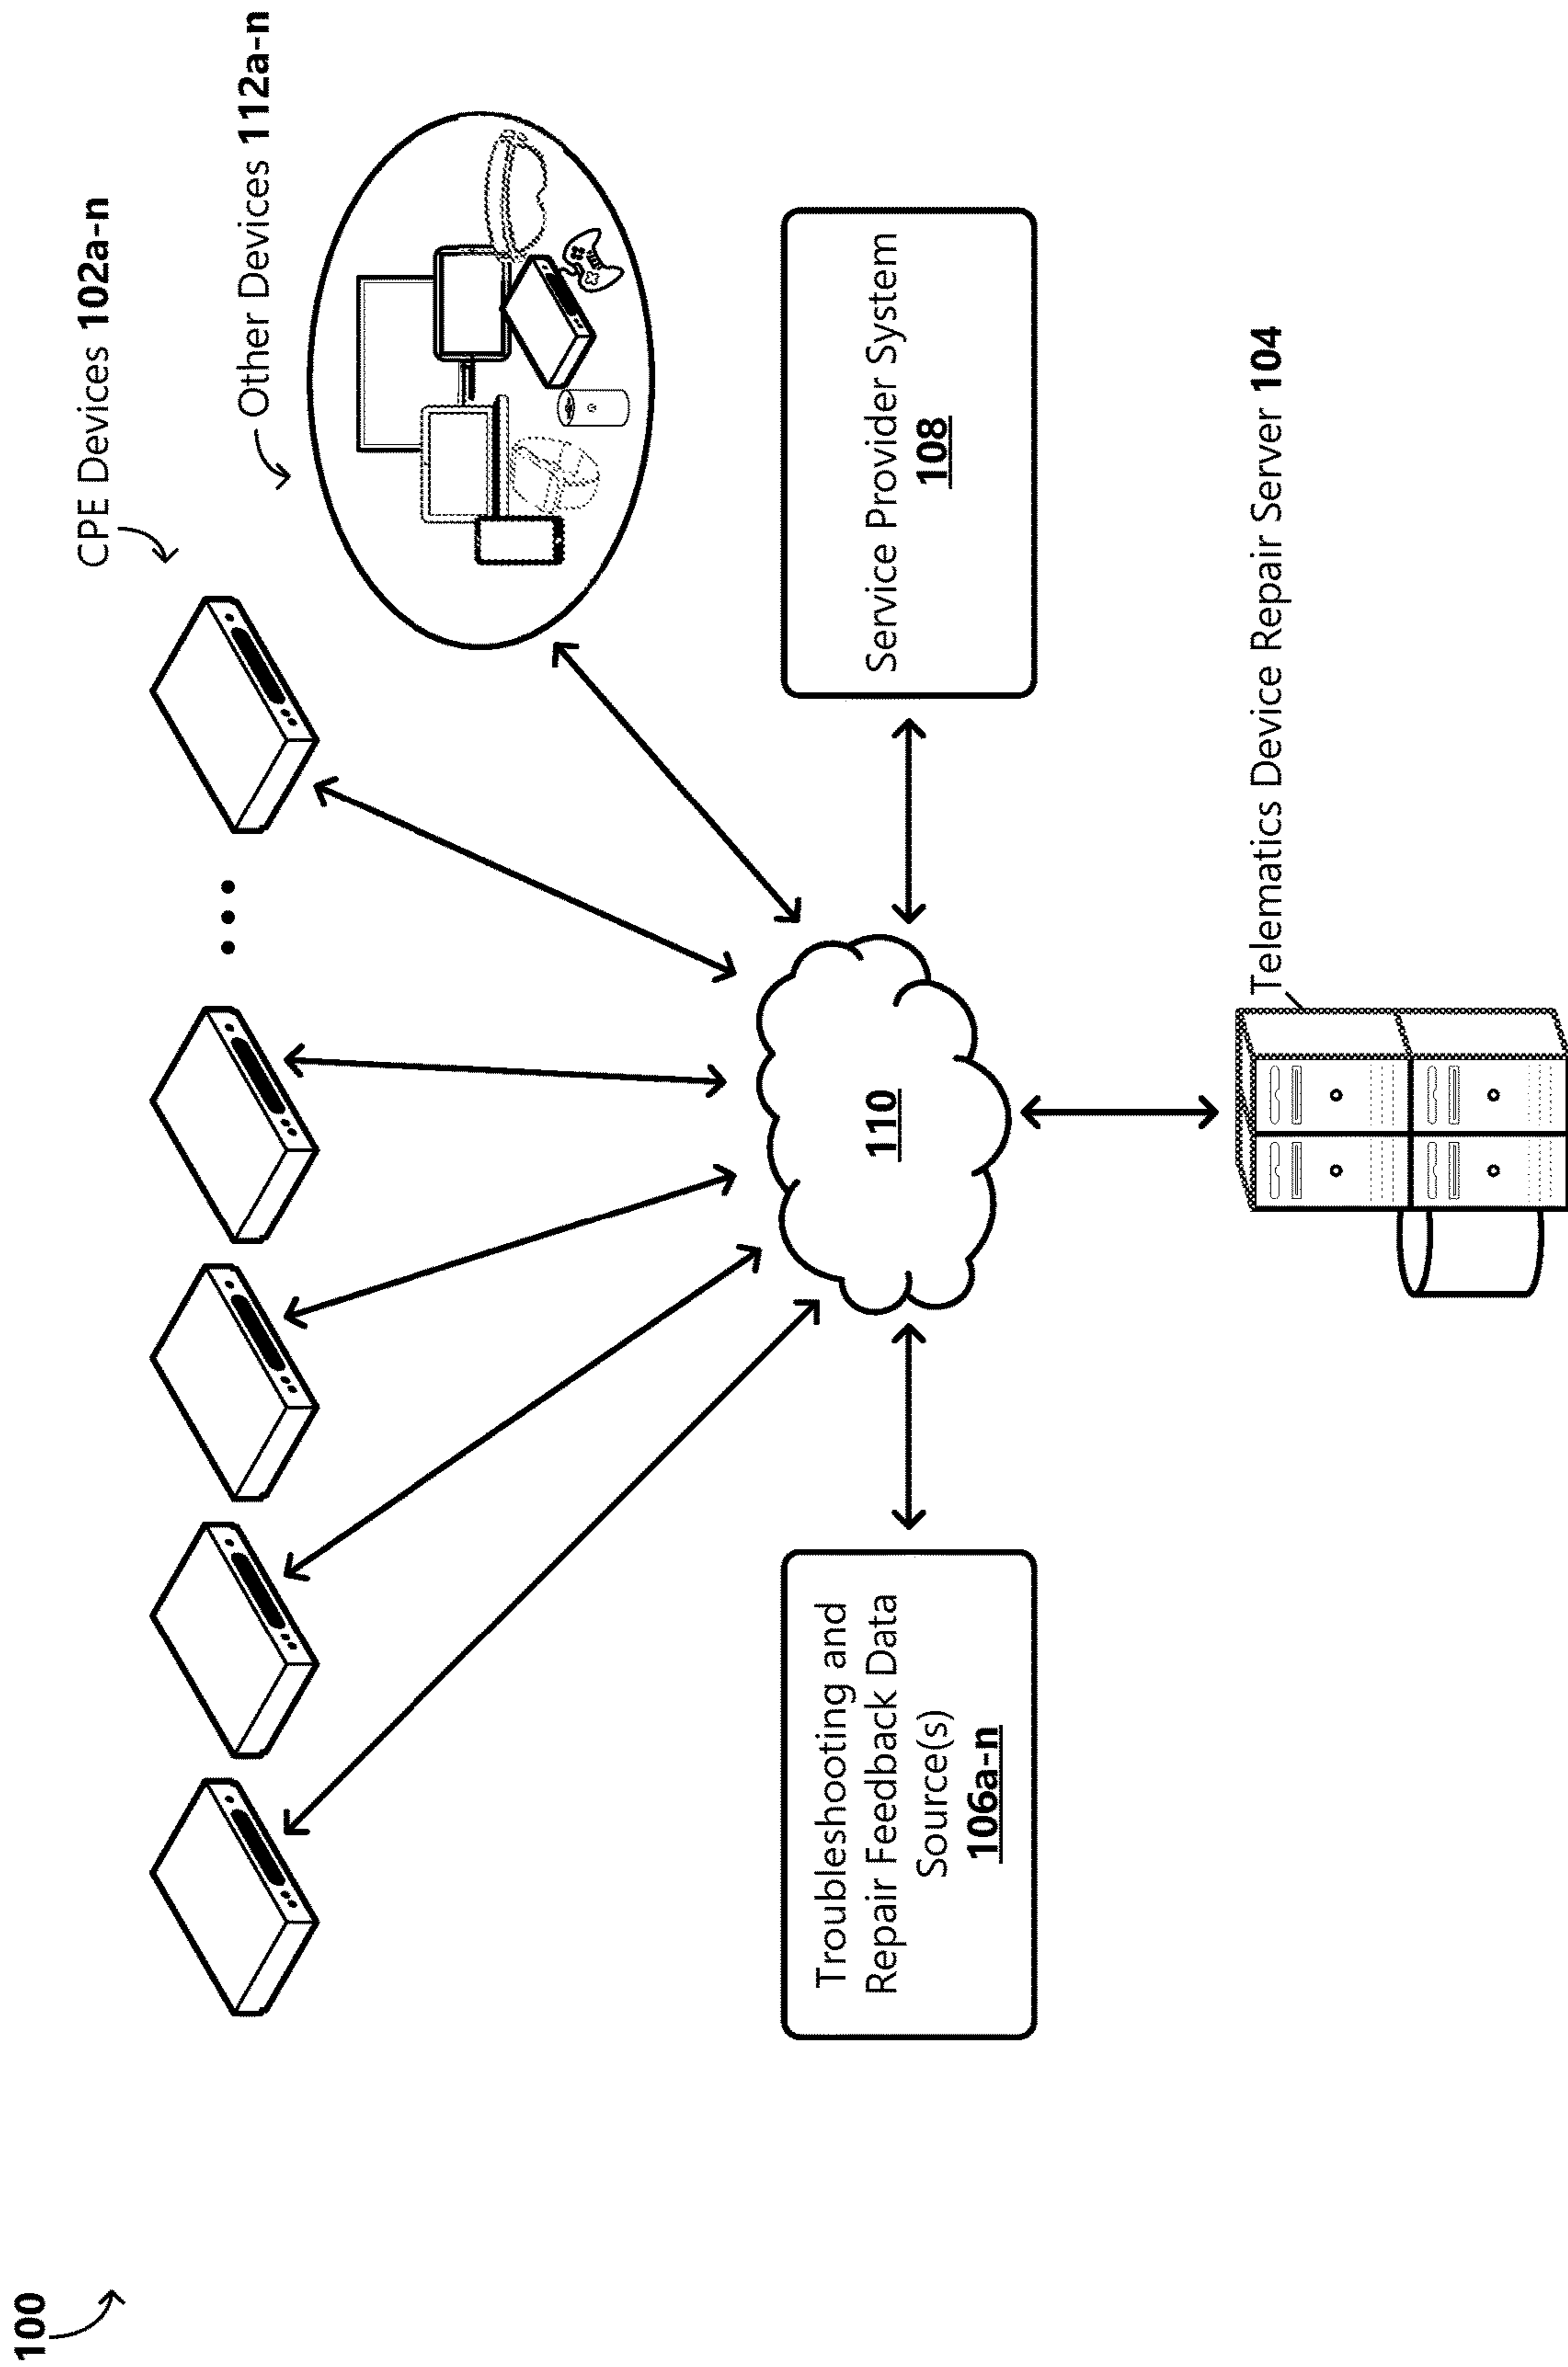 100
CPE Devices 102a-n
Other Devices 112a-n
110
Troubleshooting and
Repair Feedback Data
Source(s)
106a-n
Service Provider System
108
Telematics Device Repair Server 104